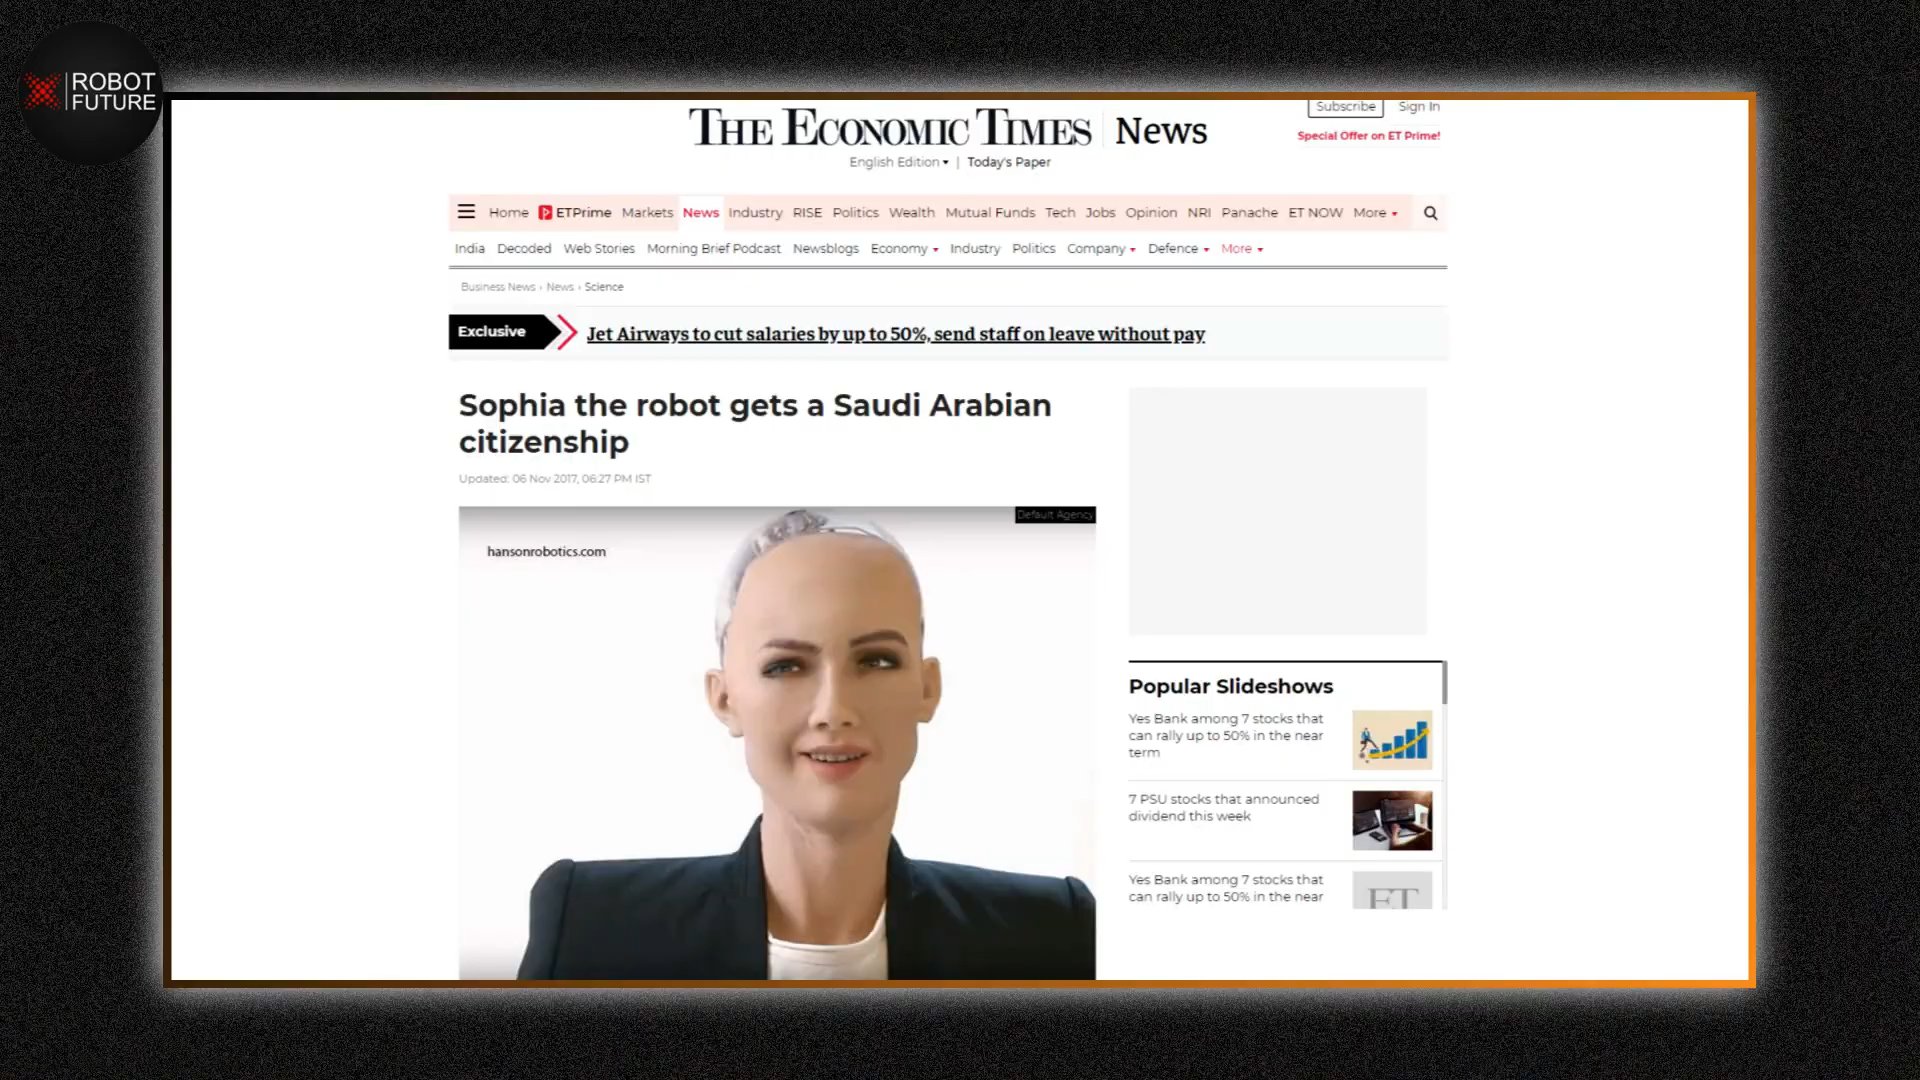 ROBOT
FUTURE
Subscribe Sign In
THE ECONOMIC TIMES News
Special Offer on ET Prime!
English Edition | Today's Paper
Home ETPrime Markets News Industry RISE Politics Wealth Mutual Funds Tech Jobs Opinion NRI Panache ET NOW More
India Decoded Web Stories Morning Brief Podcast Newsblogs Economy Industry Politics Company Defence More
Business News › News › Science
Exclusive Jet Airways to cut salaries by up to 50%, send staff on leave without pay
Sophia the robot gets a Saudi Arabian
citizenship
Updated: 06 Nov 2017, 06:27 PM IST
Default Agency
hansonrobotics.com
Popular Slideshows
Yes Bank among 7 stocks that
can rally up to 50% in the near
term
7 PSU stocks that announced
dividend this week
Yes Bank among 7 stocks that
can rally up to 50% in the near
ET